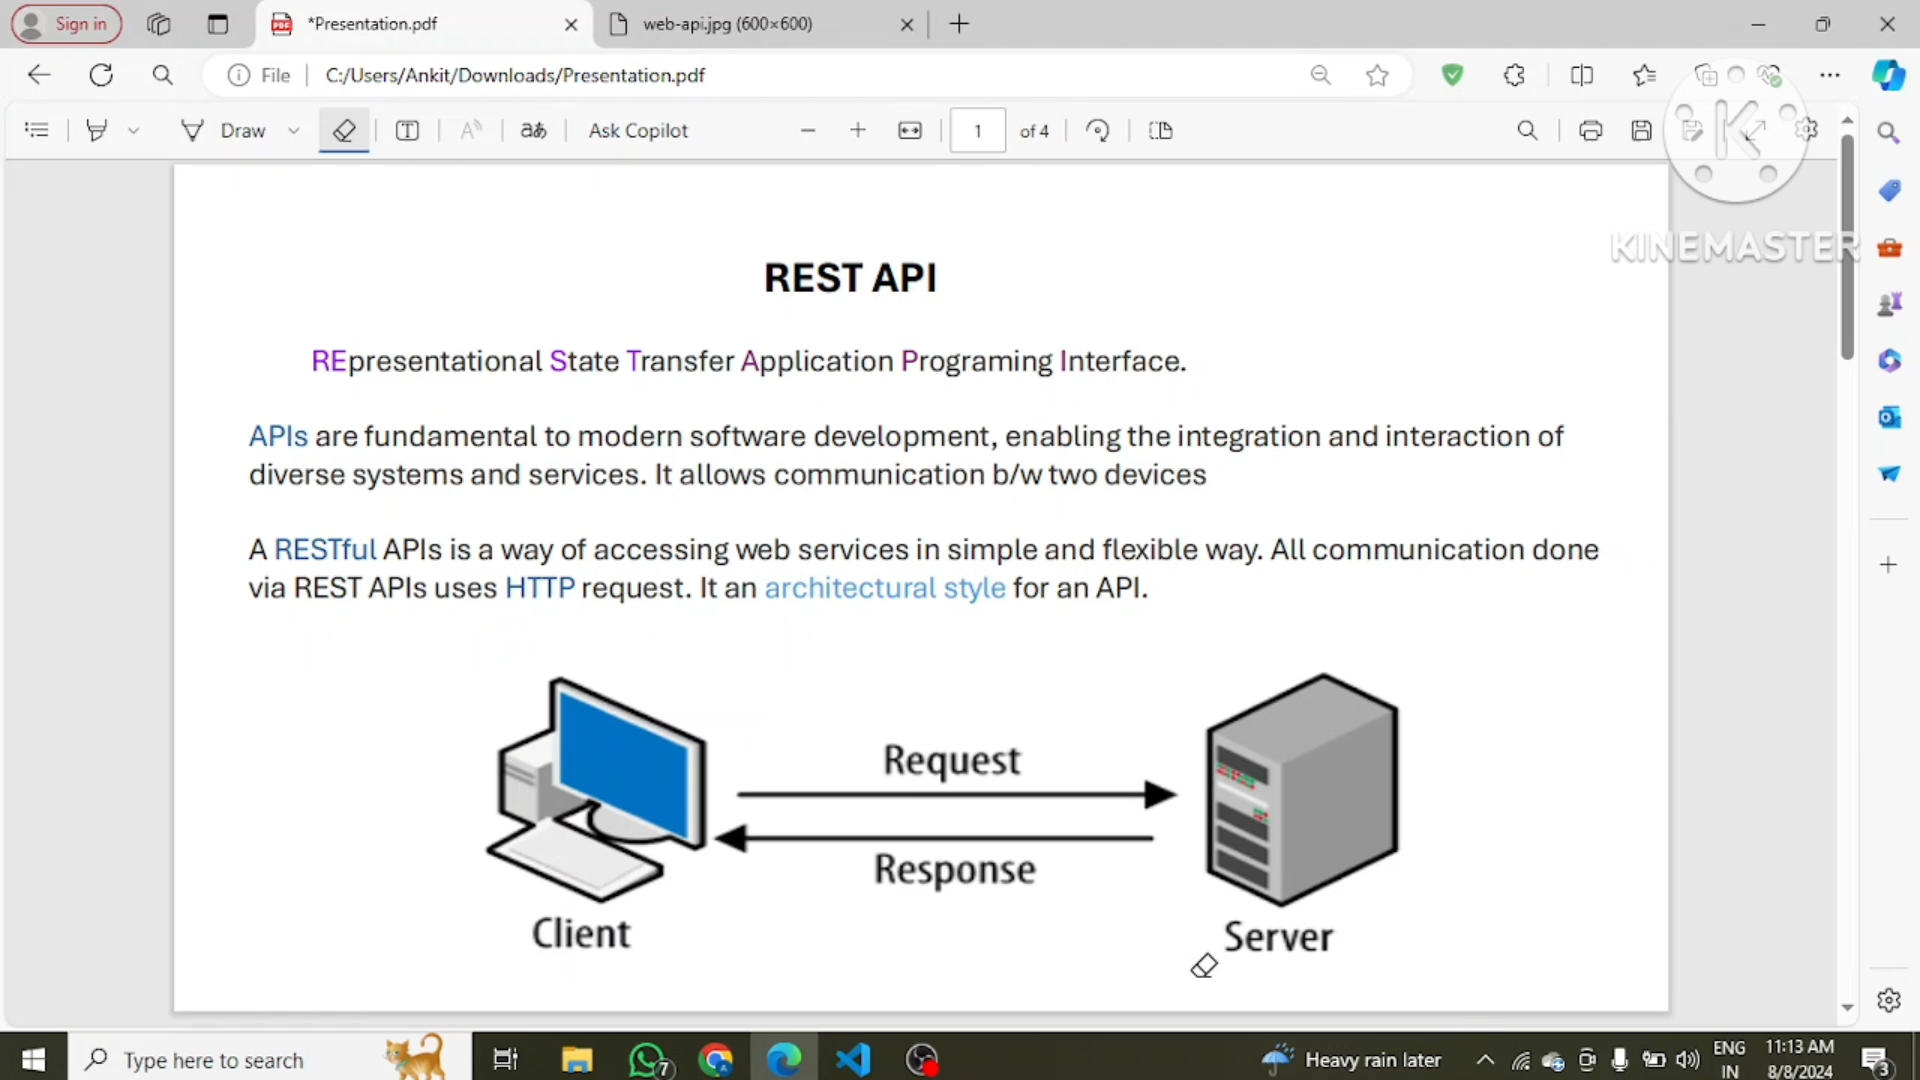 Sign in
*Presentation.pdf
web-api.jpg (600×600)
File
C:/Users/Ankit/Downloads/Presentation.pdf
Draw
Ask Copilot
1
of 4
KINEMASTER
REST API
REpresentational State Transfer Application Programing Interface.
APIs are fundamental to modern software development, enabling the integration and interaction of
diverse systems and services. It allows communication b/w two devices
A RESTful APIs is a way of accessing web services in simple and flexible way. All communication done
via REST APIs uses HTTP request. It an architectural style for an API.
Request
Response
Client
Server
Type here to search
7
Heavy rain later
ENG
IN
11:13 AM
8/8/2024
3